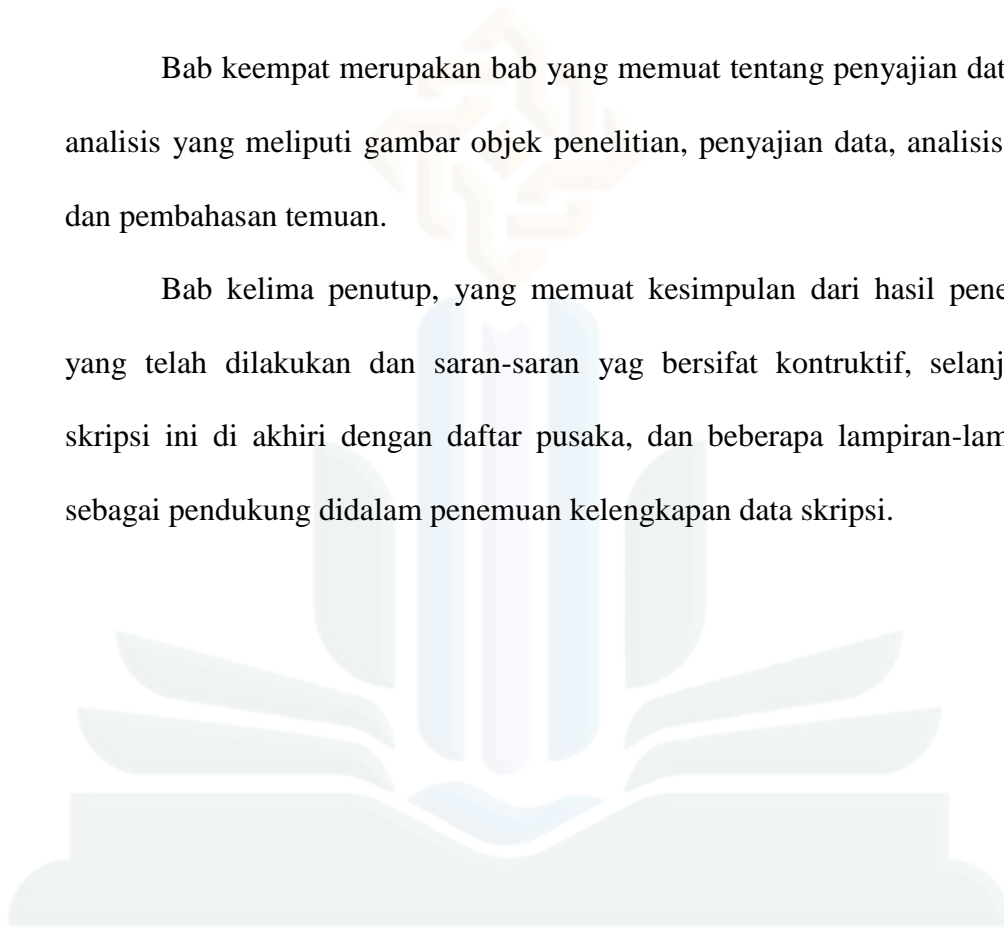 Bab keempat merupakan bab yang memuat tentang penyajian dat
analisis yang meliputi gambar objek penelitian, penyajian data, analisis
dan pembahasan temuan.
Bab kelima penutup, yang memuat kesimpulan dari hasil pene
yang telah dilakukan dan saran-saran yag bersifat kontruktif, selanj
skripsi ini di akhiri dengan daftar pusaka, dan beberapa lampiran-lam
sebagai pendukung didalam penemuan kelengkapan data skripsi.